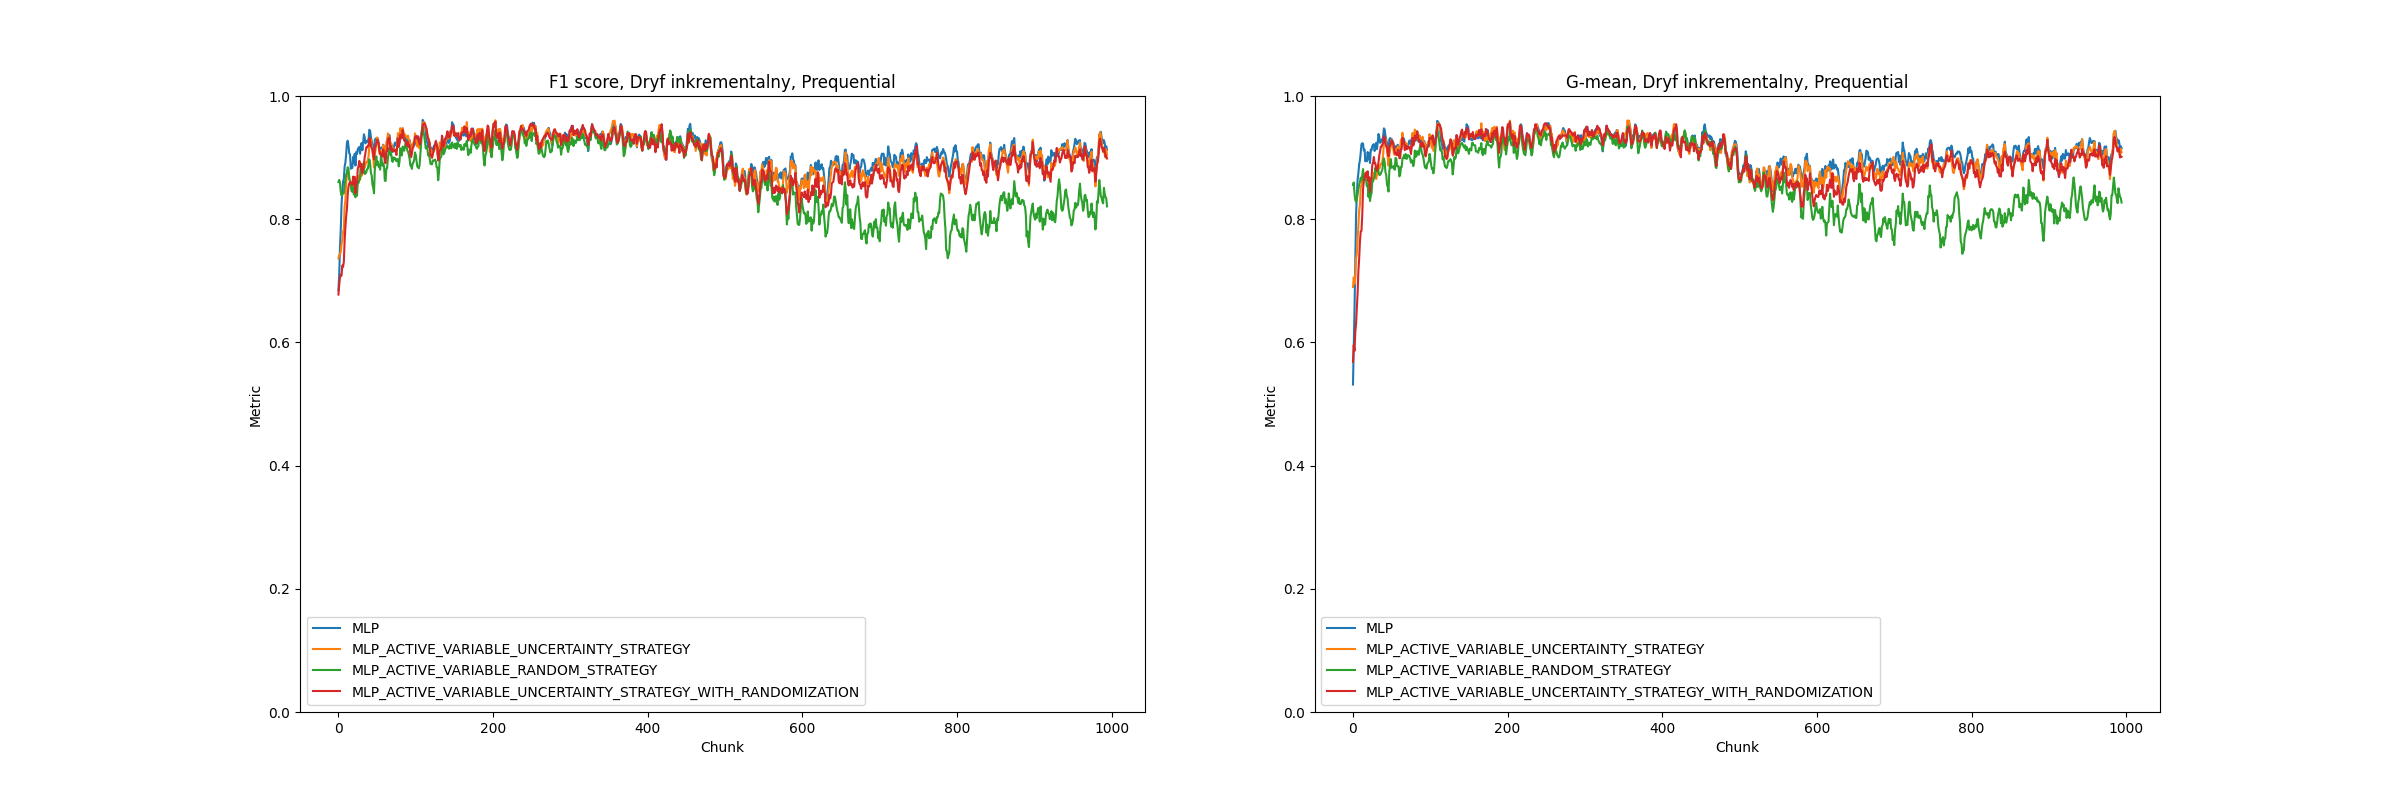 F1 score, Dryf inkrementalny, Prequential
1.0
0.8
0.6
0.4
0.2
0.0
Metric
0 200 400 600 800 1000
Chunk
MLP
MLP_ACTIVE_VARIABLE_UNCERTAINTY_STRATEGY
MLP_ACTIVE_VARIABLE_RANDOM_STRATEGY
MLP_ACTIVE_VARIABLE_UNCERTAINTY_STRATEGY_WITH_RANDOMIZATION
G-mean, Dryf inkrementalny, Prequential
1.0
0.8
0.6
0.4
0.2
0.0
Metric
0 200 400 600 800 1000
Chunk
MLP
MLP_ACTIVE_VARIABLE_UNCERTAINTY_STRATEGY
MLP_ACTIVE_VARIABLE_RANDOM_STRATEGY
MLP_ACTIVE_VARIABLE_UNCERTAINTY_STRATEGY_WITH_RANDOMIZATION